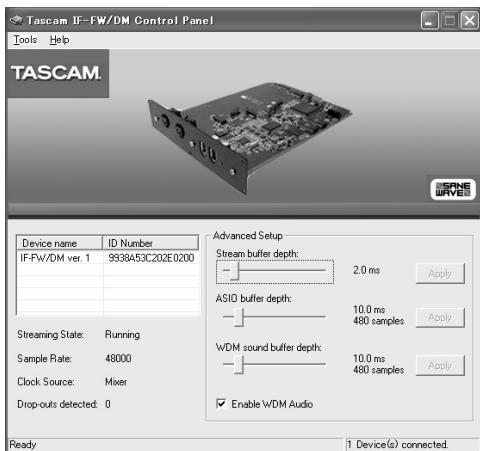 Tascam IF-FW/DM Control Panel
Tools Help
TASCAM
SANE WAVE
Device name ID Number
IF-FW/DM ver. 1 9938A53C202E0200
Streaming State: Running
Sample Rate: 48000
Clock Source: Mixer
Drop-outs detected: 0
Advanced Setup
Stream buffer depth:
2.0 ms Apply
ASIO buffer depth:
10.0 ms
480 samples Apply
WDM sound buffer depth:
10.0 ms
480 samples Apply
Enable WDM Audio
Ready 1 Device(s) connected.